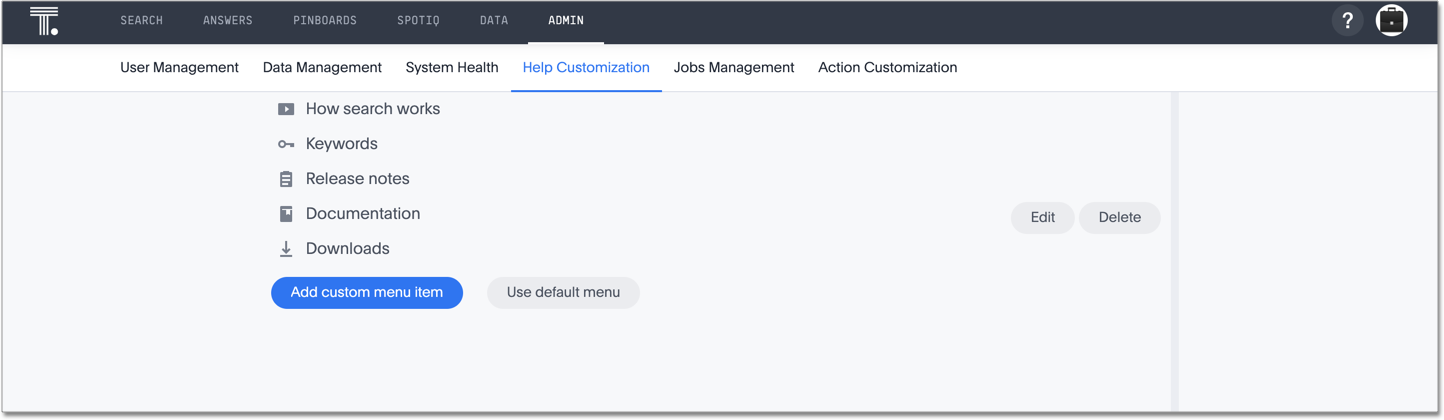 SEARCH ANSWERS PINBOARDS SPOTIQ DATA ADMIN ?
User Management Data Management System Health Help Customization Jobs Management Action Customization
How search works
Keywords
Release notes
Documentation Edit Delete
Downloads
Add custom menu item Use default menu